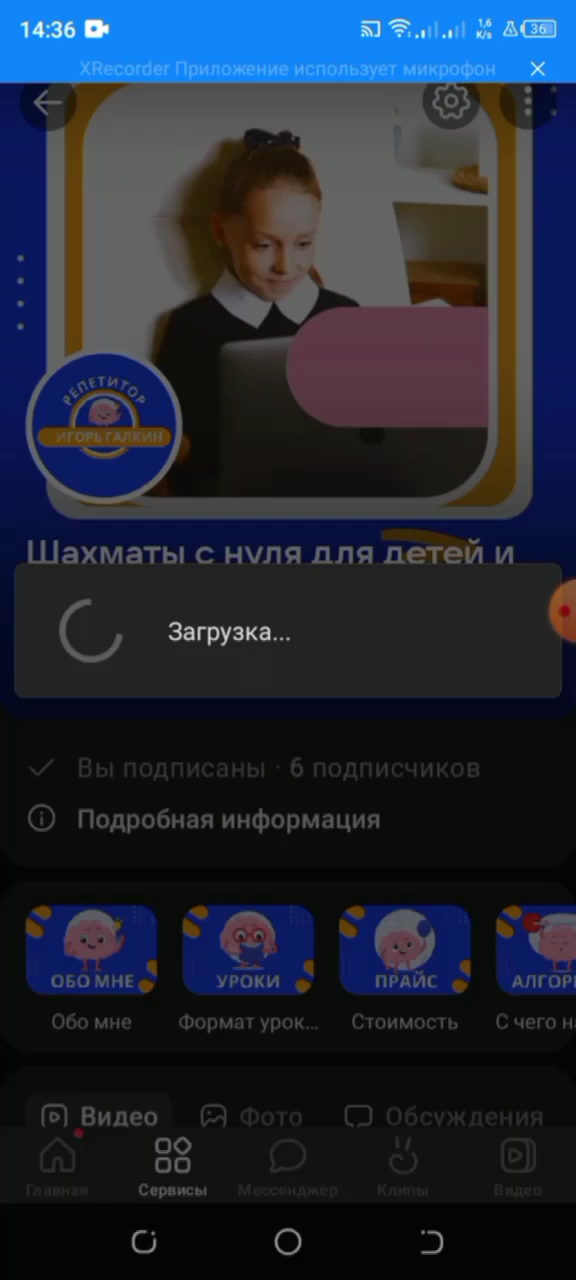 14:36
1,6
K/s
36
XRecorder Приложение использует микрофон
РЕПЕТИТОР
ИГОРЬ ГАЛКИН
Шахматы с нуля для детей и
Загрузка...
Вы подписаны · 6 подписчиков
Подробная информация
ОБО МНЕ
УРОКИ
ПРАЙС
Обо мне
Формат урок...
Стоимость
С чего
Видео
Фото
Обсуждения
Главная
Сервисы
Мессенджер
Клипы
Видео